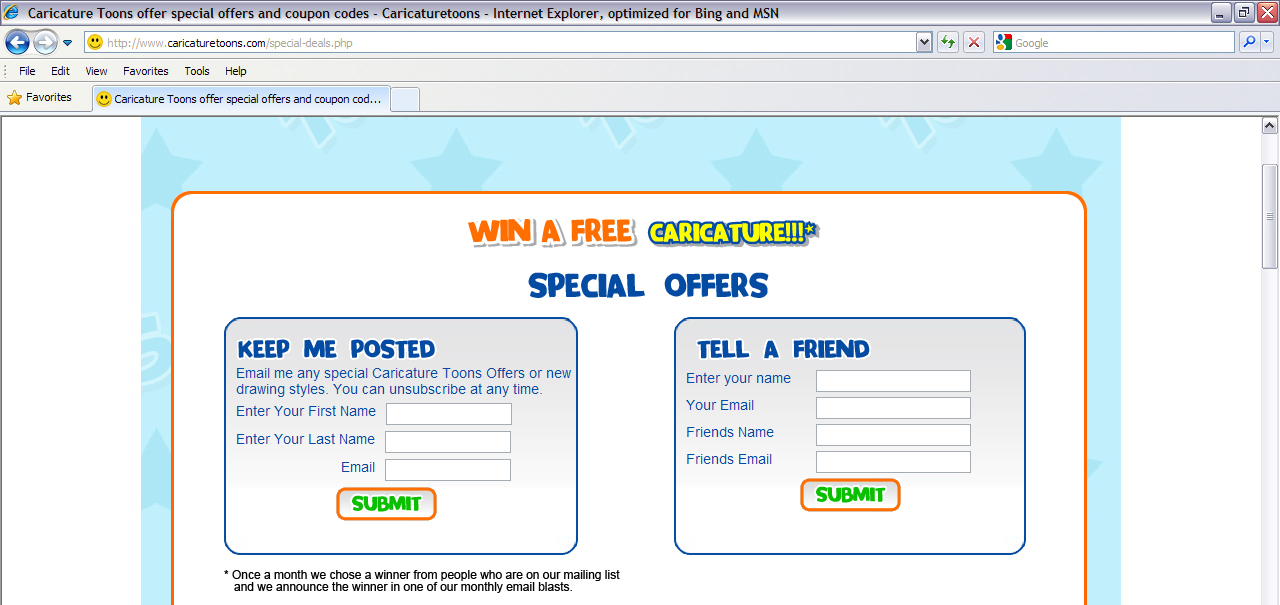 Caricature Toons offer special offers and coupon codes - Caricaturetoons - Internet Explorer, optimized for Bing and MSN
http://www.caricaturetoons.com/special-deals.php
Google
File Edit View Favorites Tools Help
Favorites
Caricature Toons offer special offers and coupon cod...
WIN A FREE CARICATURE!!!*
SPECIAL OFFERS
KEEP ME POSTED
Email me any special Caricature Toons Offers or new
drawing styles. You can unsubscribe at any time.
Enter Your First Name
Enter Your Last Name
Email
SUBMIT
TELL A FRIEND
Enter your name
Your Email
Friends Name
Friends Email
SUBMIT
* Once a month we chose a winner from people who are on our mailing list
and we announce the winner in one of our monthly email blasts.